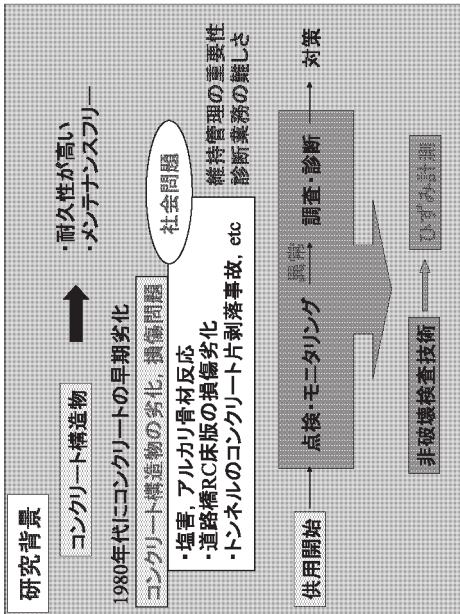 研究背景
コンクリート構造物
・耐久性が高い
・メンテナンスフリー
1980年代にコンクリートの早期劣化
コンクリート構造物の劣化, 損傷問題
社会問題
・塩害, アルカリ骨材反応
・道路橋RC床版の損傷劣化
・トンネルのコンクリート片剥落事故, etc
維持管理の重要性
診断業務の難しさ
供用開始
点検・モニタリング
異常
調査・診断
対策
非破壊検査技術
ひずみ計測